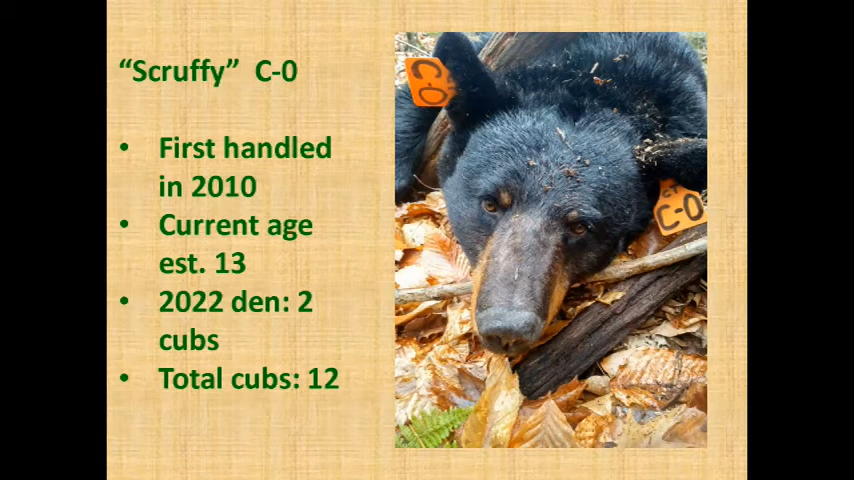 “Scruffy” C-0
• First handled
in 2010
• Current age
est. 13
• 2022 den: 2
cubs
• Total cubs: 12
C-0
CT
C-0